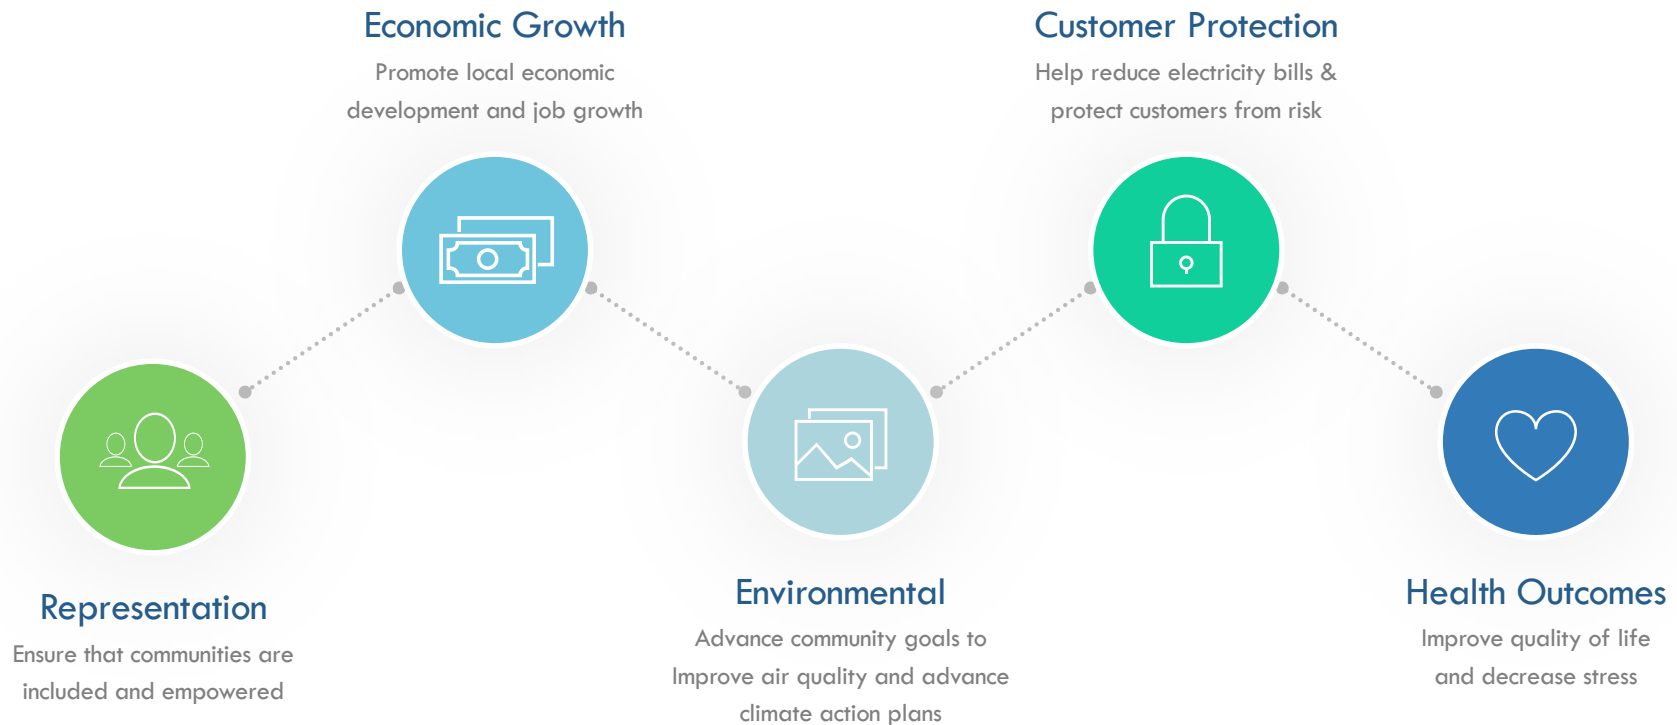 Economic Growth
Promote local economic
development and job growth
Customer Protection
Help reduce electricity bills &
protect customers from risk
Representation
Ensure that communities are
included and empowered
Environmental
Advance community goals to
Improve air quality and advance
climate action plans
Health Outcomes
Improve quality of life
and decrease stress